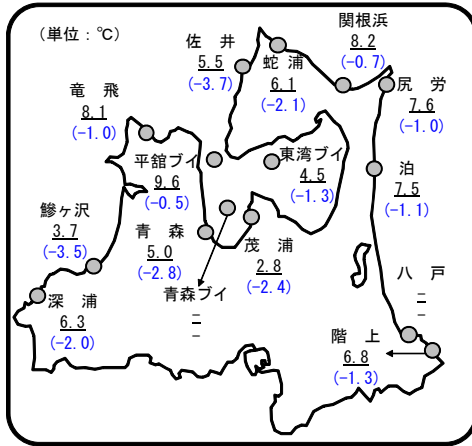 (単位：℃)
佐 井
5.5
(-3.7)
蛇 浦
6.1
(-2.1)
関根浜
8.2
(-0.7)
尻 労
7.6
(-1.0)
竜 飛
8.1
(-1.0)
平舘ブイ
9.6
(-0.5)
東湾ブイ
4.5
(-1.3)
泊
7.5
(-1.1)
鰺ヶ沢
3.7
(-3.5)
青 森
5.0
(-2.8)
茂 浦
2.8
(-2.4)
青森ブイ
－
－
八 戸
－
－
深 浦
6.3
(-2.0)
階 上
6.8
(-1.3)